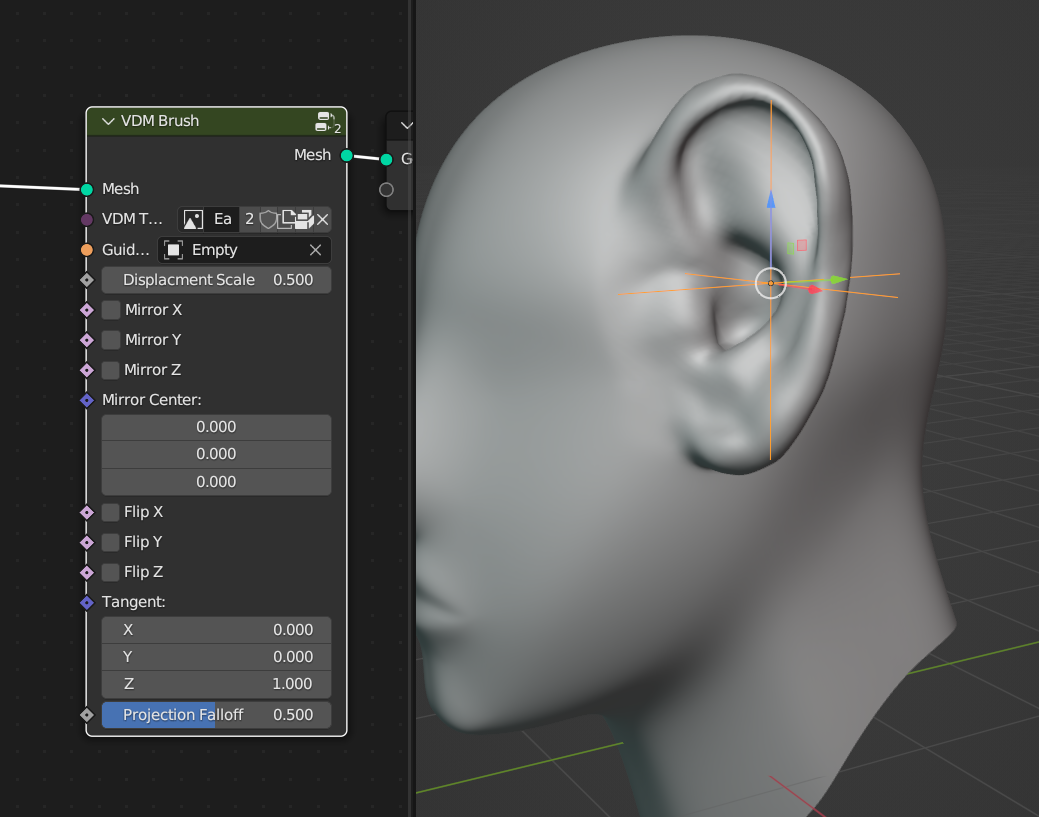 VDM Brush
2
Mesh
G
Mesh
VDM T... Ea 2
Guid... Empty
Displacment Scale 0.500
Mirror X
Mirror Y
Mirror Z
Mirror Center:
0.000
0.000
0.000
Flip X
Flip Y
Flip Z
Tangent:
X 0.000
Y 0.000
Z 1.000
Projection Falloff 0.500